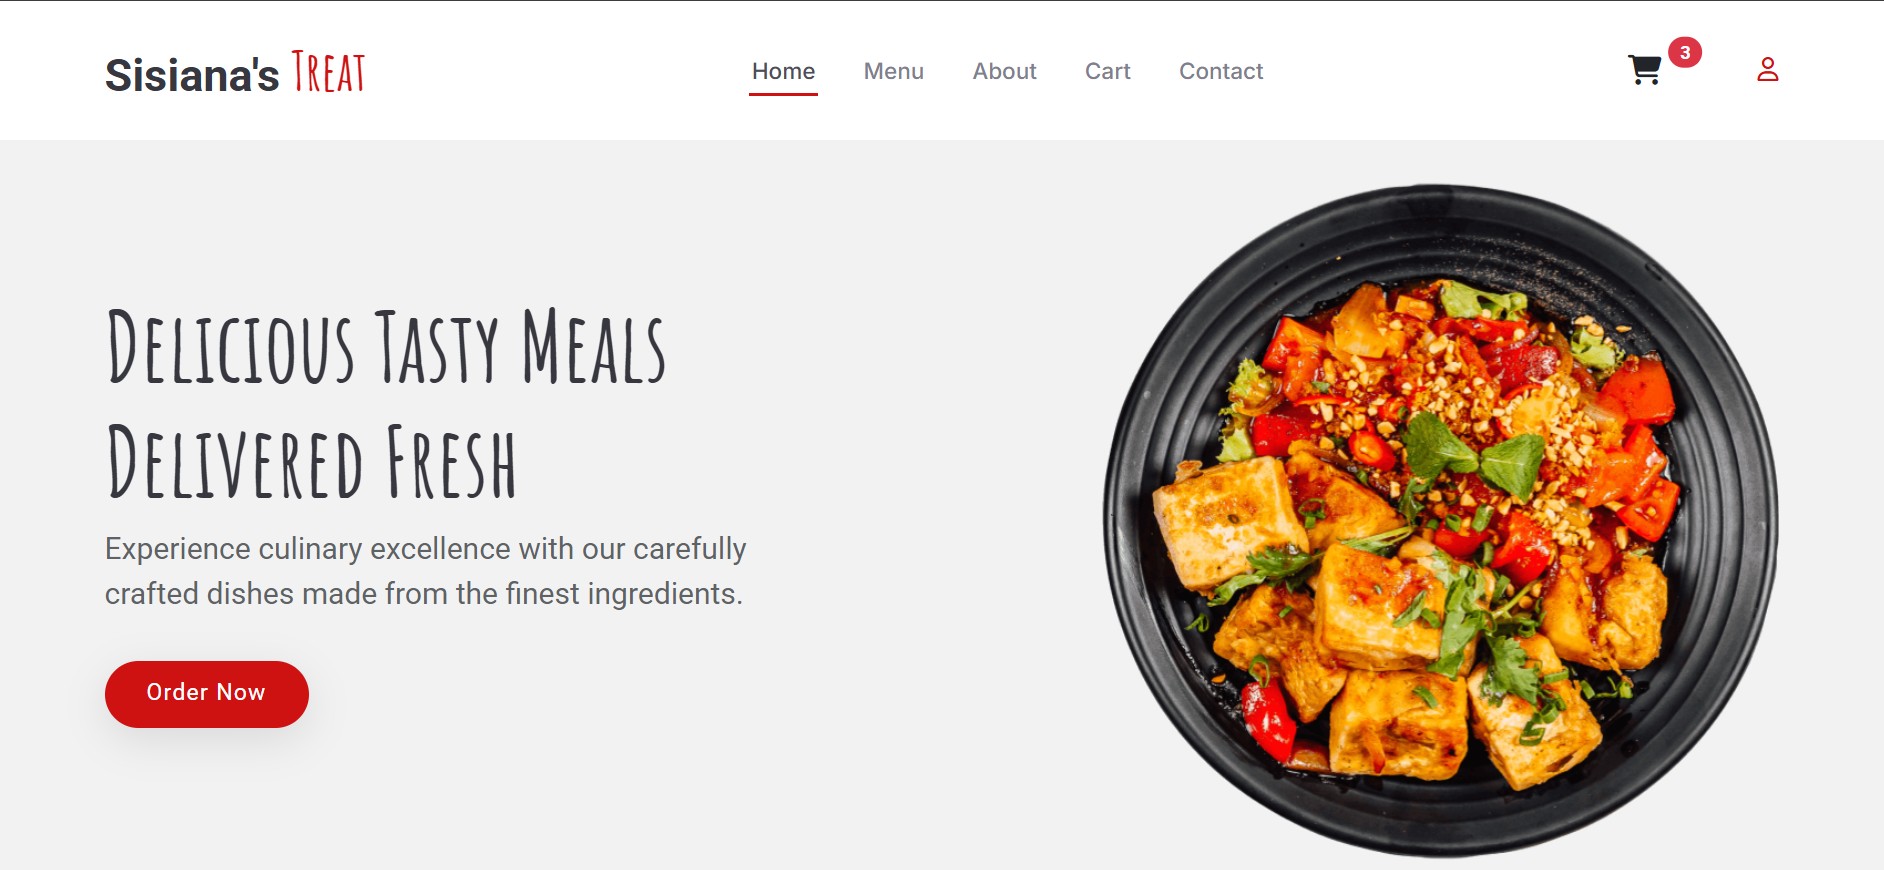 Sisiana's Treat
Home Menu About Cart Contact
3
Delicious Tasty Meals
Delivered Fresh
Experience culinary excellence with our carefully
crafted dishes made from the finest ingredients.
Order Now